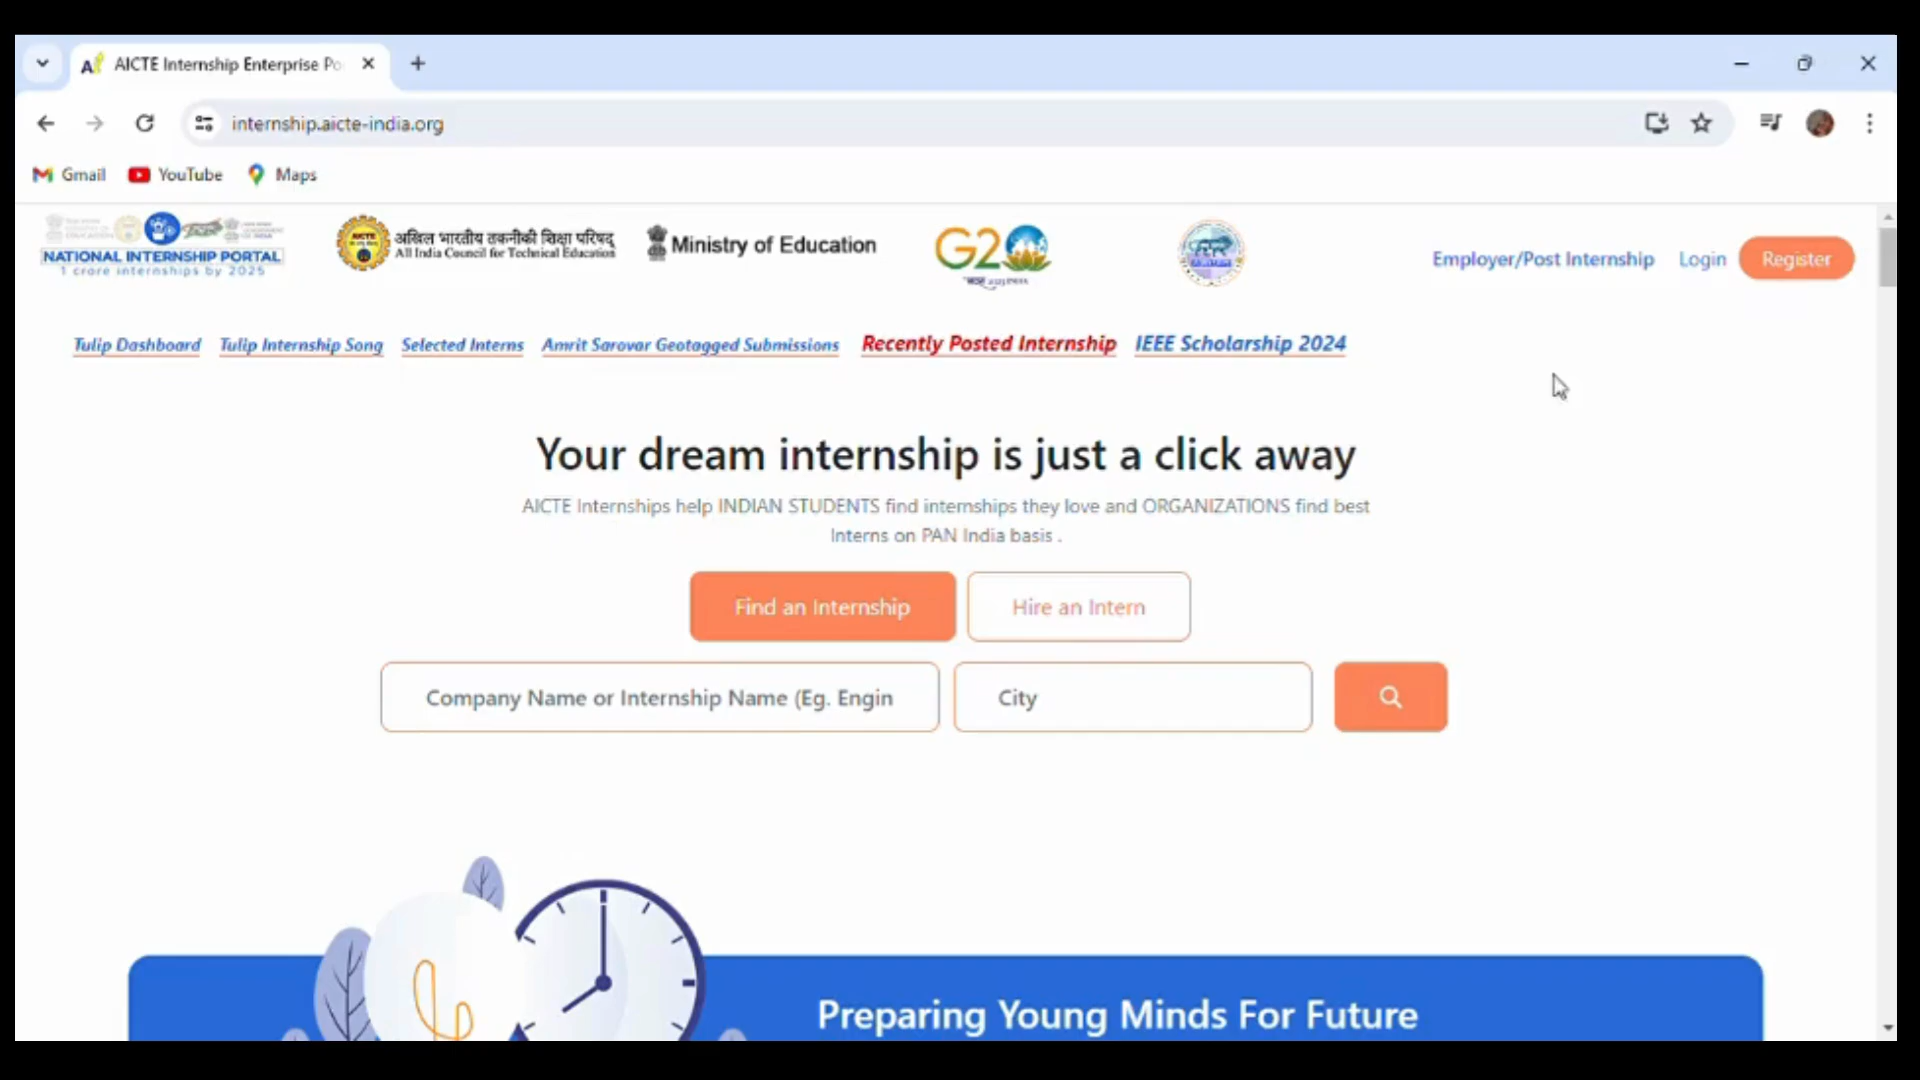 AICTE Internship Enterprise Po
internship.aicte-india.org
Gmail YouTube Maps
NATIONAL INTERNSHIP PORTAL
1 crore internships by 2025
AICTE
अखिल भारतीय तकनीकी शिक्षा परिषद्
All India Council for Technical Education
Ministry of Education
G20
Employer/Post Internship Login Register
Tulip Dashboard Tulip Internship Song Selected Interns Amrit Sarovar Geotagged Submissions Recently Posted Internship IEEE Scholarship 2024
Your dream internship is just a click away
AICTE Internships help INDIAN STUDENTS find internships they love and ORGANIZATIONS find best
Interns on PAN India basis .
Find an Internship Hire an Intern
Company Name or Internship Name (Eg. Engin City
Preparing Young Minds For Future